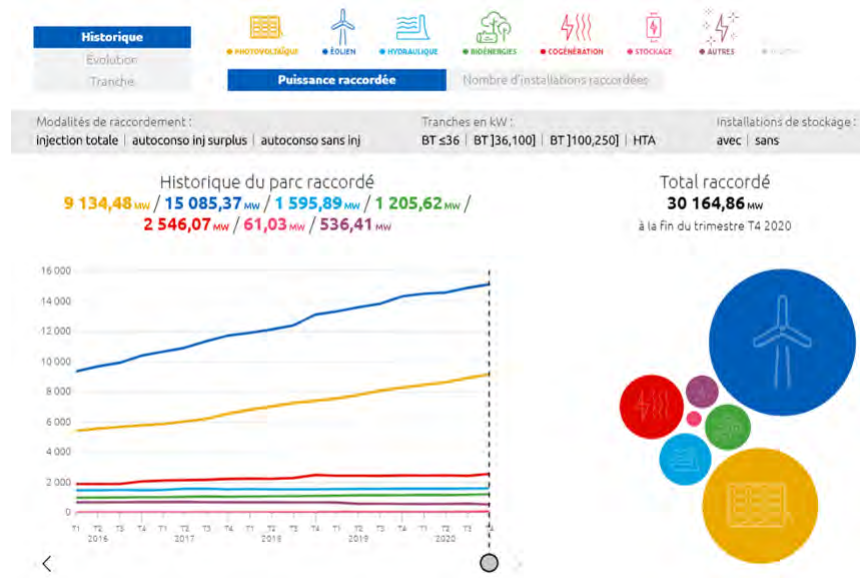 Historique
Évolution
Tranche
PHOTOVOLTAÏQUE
ÉOLIEN
HYDRAULIQUE
BIOÉNERGIES
COGÉNÉRATION
STOCKAGE
AUTRES
Puissance raccordée
Nombre d'installations raccordées
Modalités de raccordement :
injection totale | autoconso inj surplus | autoconso sans inj
Tranches en kW :
BT ≤36 | BT ]36,100] | BT ]100,250] | HTA
Installations de stockage :
avec | sans
Historique du parc raccordé
9 134,48 MW / 15 085,37 MW / 1 595,89 MW / 1 205,62 MW /
2 546,07 MW / 61,03 MW / 536,41 MW
Total raccordé
30 164,86 MW
à la fin du trimestre T4 2020
16 000
14 000
12 000
10 000
8 000
6 000
4 000
2 000
0
T1 T2 T3 T4 T1 T2 T3 T4 T1 T2 T3 T4 T1 T2 T3 T4 T1 T2 T3
2016 2017 2018 2019 2020